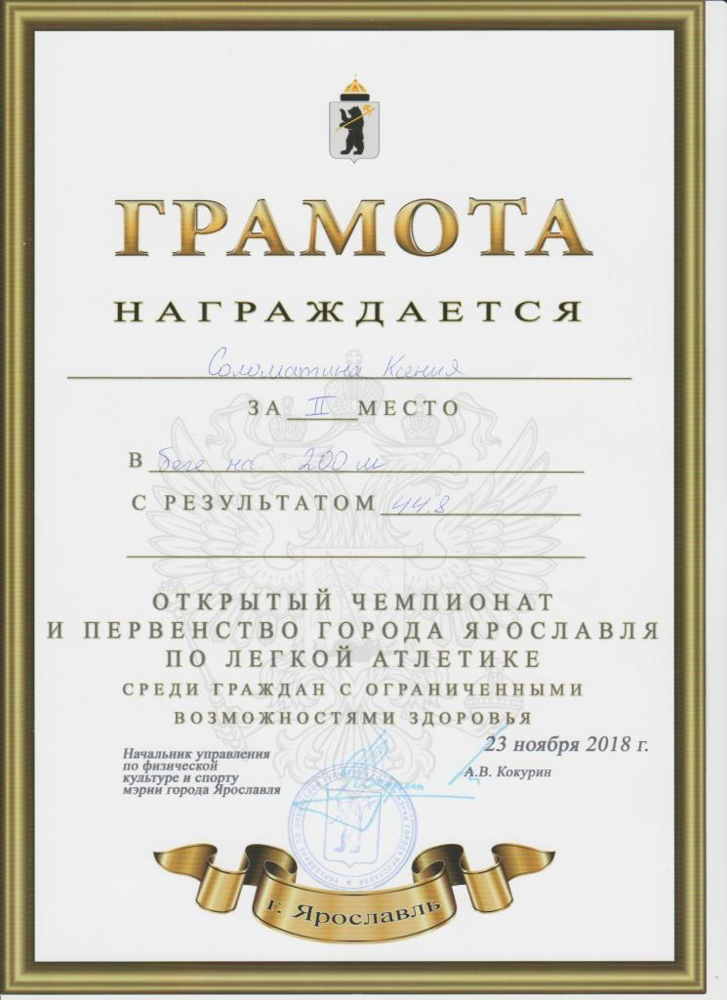 ГРАМОТА
НАГРАЖДАЕТСЯ
Соломатина Ксения
ЗА II МЕСТО
В беге на 200 м
С РЕЗУЛЬТАТОМ 44.8
ОТКРЫТЫЙ ЧЕМПИОНАТ
И ПЕРВЕНСТВО ГОРОДА ЯРОСЛАВЛЯ
ПО ЛЕГКОЙ АТЛЕТИКЕ
СРЕДИ ГРАЖДАН С ОГРАНИЧЕННЫМИ
ВОЗМОЖНОСТЯМИ ЗДОРОВЬЯ
23 ноября 2018 г.
Начальник управления
по физической
культуре и спорту
мэрии города Ярославля
А.В. Кокурин
г. Ярославль